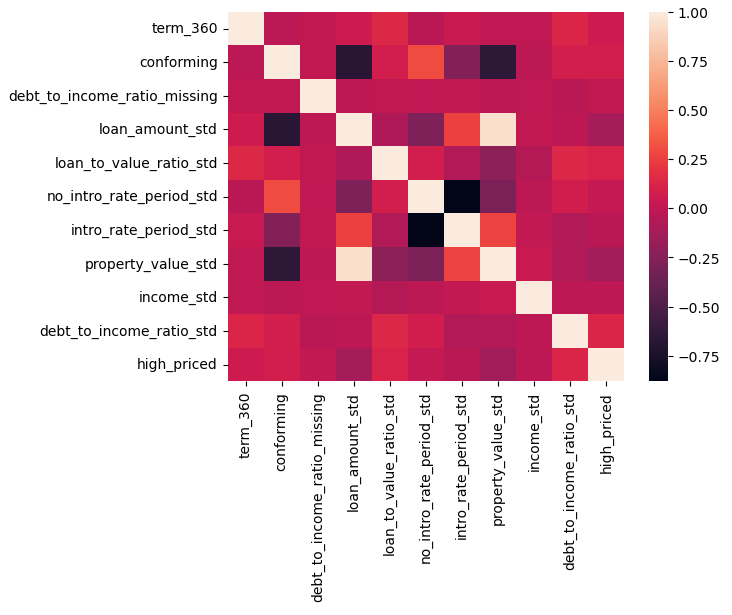 term_360
conforming
debt_to_income_ratio_missing
loan_amount_std
loan_to_value_ratio_std
no_intro_rate_period_std
intro_rate_period_std
property_value_std
income_std
debt_to_income_ratio_std
high_priced
term_360
conforming
debt_to_income_ratio_missing
loan_amount_std
loan_to_value_ratio_std
no_intro_rate_period_std
intro_rate_period_std
property_value_std
income_std
debt_to_income_ratio_std
high_priced
1.00
0.75
0.50
0.25
0.00
−0.25
−0.50
−0.75